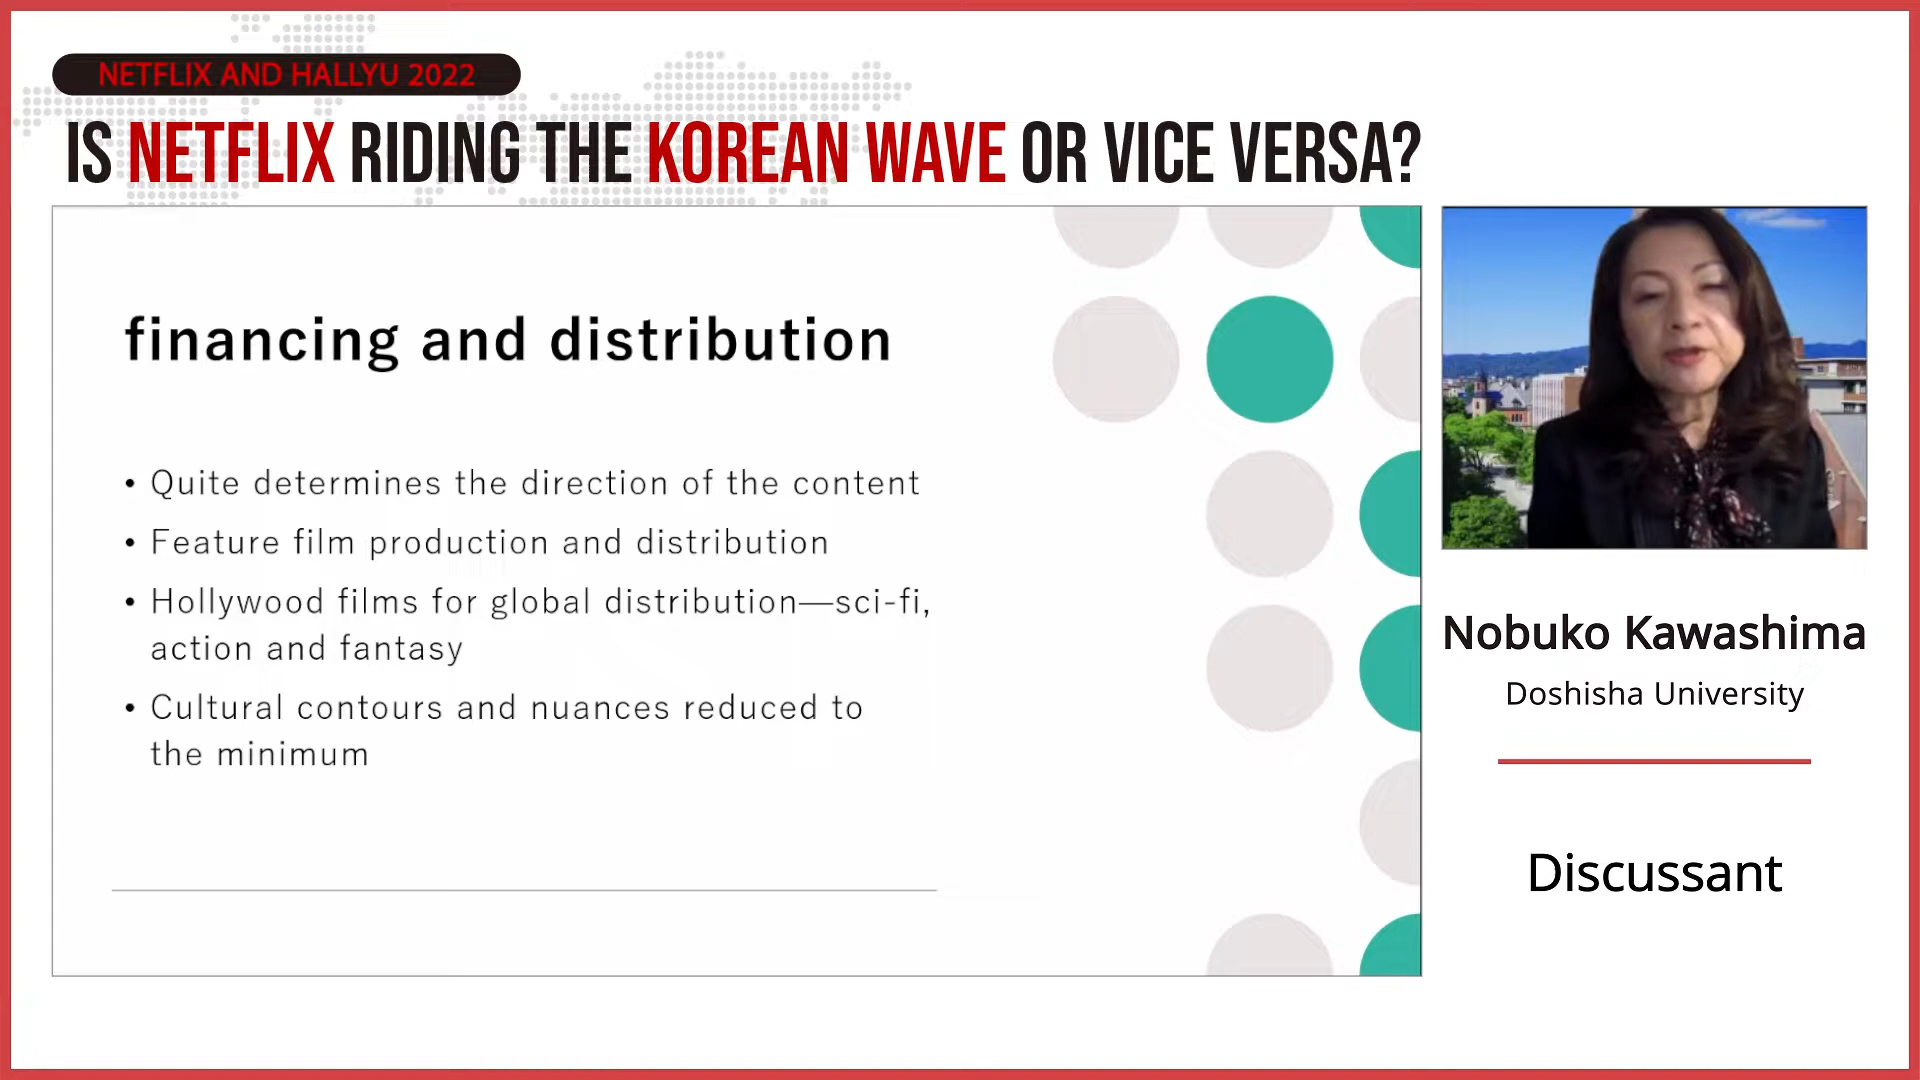 NETFLIX AND HALLYU 2022
IS NETFLIX RIDING THE KOREAN WAVE OR VICE VERSA?
financing and distribution
• Quite determines the direction of the content
• Feature film production and distribution
• Hollywood films for global distribution—sci-fi,
action and fantasy
• Cultural contours and nuances reduced to
the minimum
Nobuko Kawashima
Doshisha University
Discussant